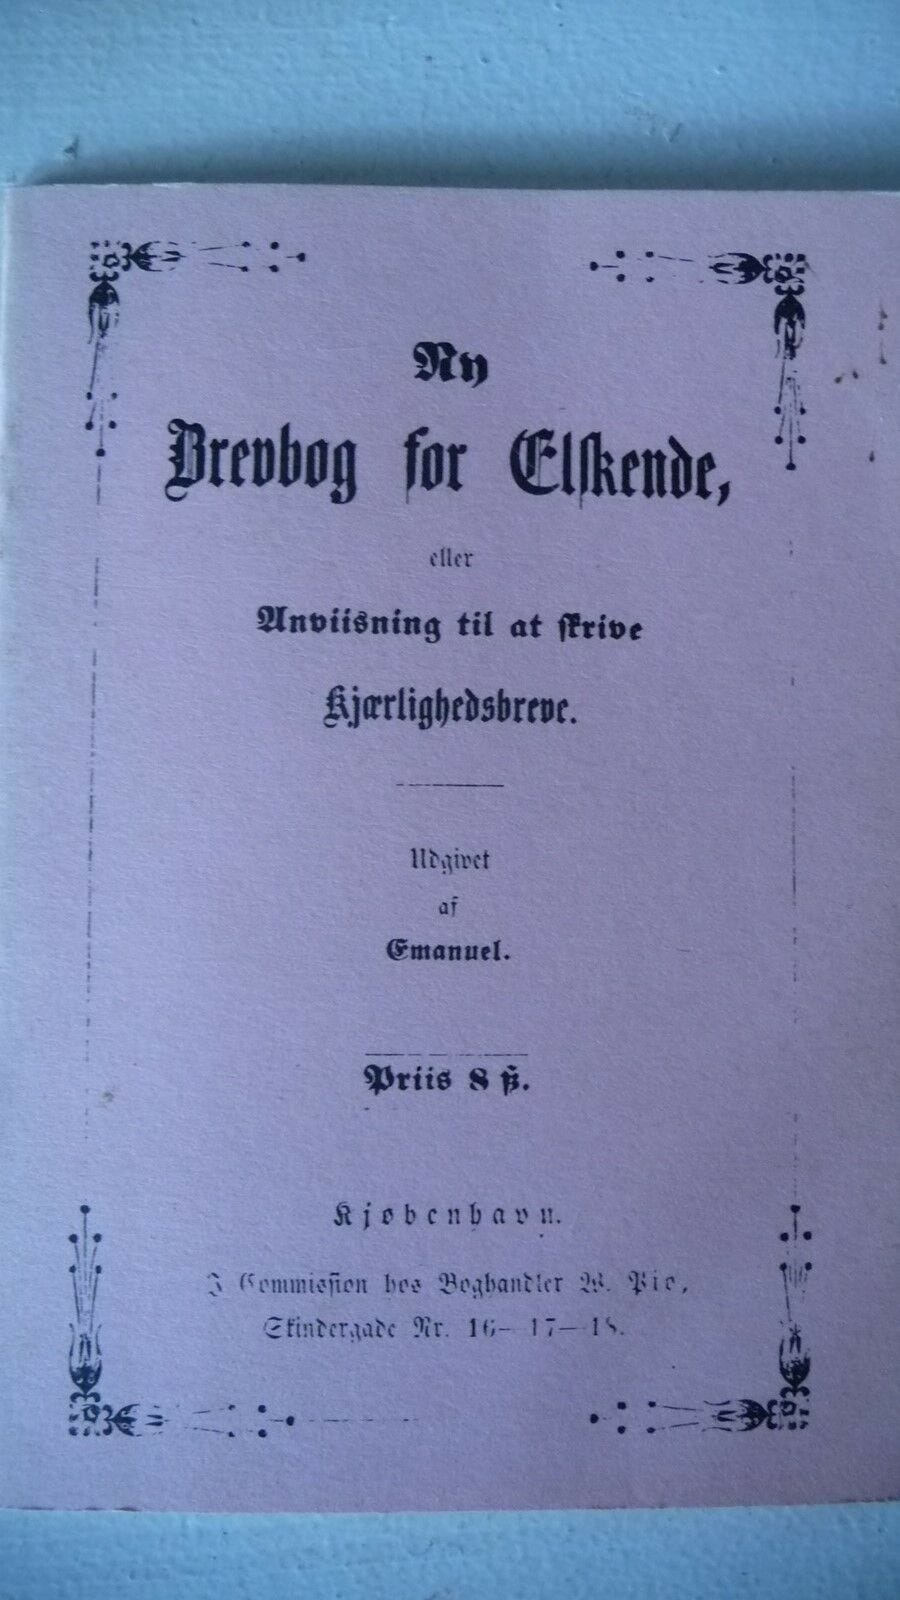 Ny
Brevbog for Elskende,
eller
Anviisning til at skrive
Kjærlighedsbreve.
Udgivet
af
Emanuel.
Priis 8 ß.
Kjøbenhavn.
I Commission hos Boghandler W. Pio,
Skindergade Nr. 16–17–18.